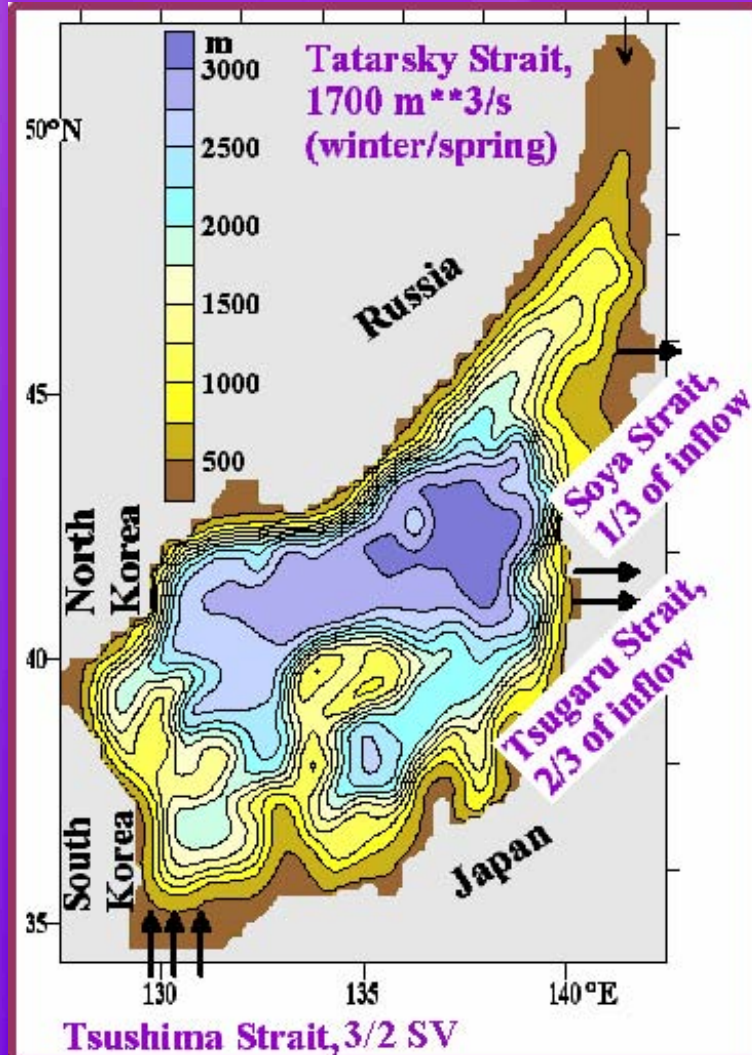 m
3000
2500
2000
1500
1000
500
Tatarsky Strait,
1700 m**3/s
(winter/spring)
50°N
45
40
35
Russia
North
Korea
South
Korea
Japan
Soya Strait,
1/3 of inflow
Tsugaru Strait,
2/3 of inflow
130
135
140°E
Tsushima Strait, 3/2 SV